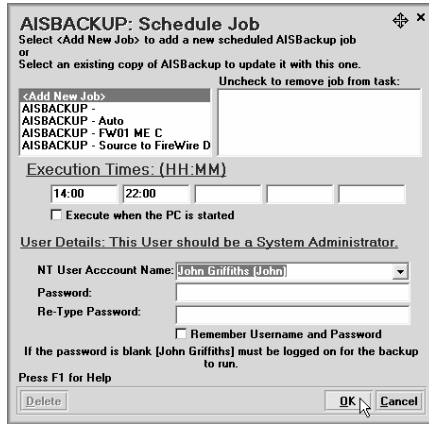 AISBACKUP: Schedule Job
Select <Add New Job> to add a new scheduled AISBackup job
or
Select an existing copy of AISBackup to update it with this one.
Uncheck to remove job from task:
<Add New Job>
AISBACKUP -
AISBACKUP - Auto
AISBACKUP - FW01 ME C
AISBACKUP - Source to FireWire D
Execution Times: (HH:MM)
14:00 22:00
Execute when the PC is started
User Details: This User should be a System Administrator.
NT User Acccount Name: John Griffiths [John]
Password:
Re-Type Password:
Remember Username and Password
If the password is blank [John Griffiths] must be logged on for the backup
to run.
Press F1 for Help
Delete OK Cancel